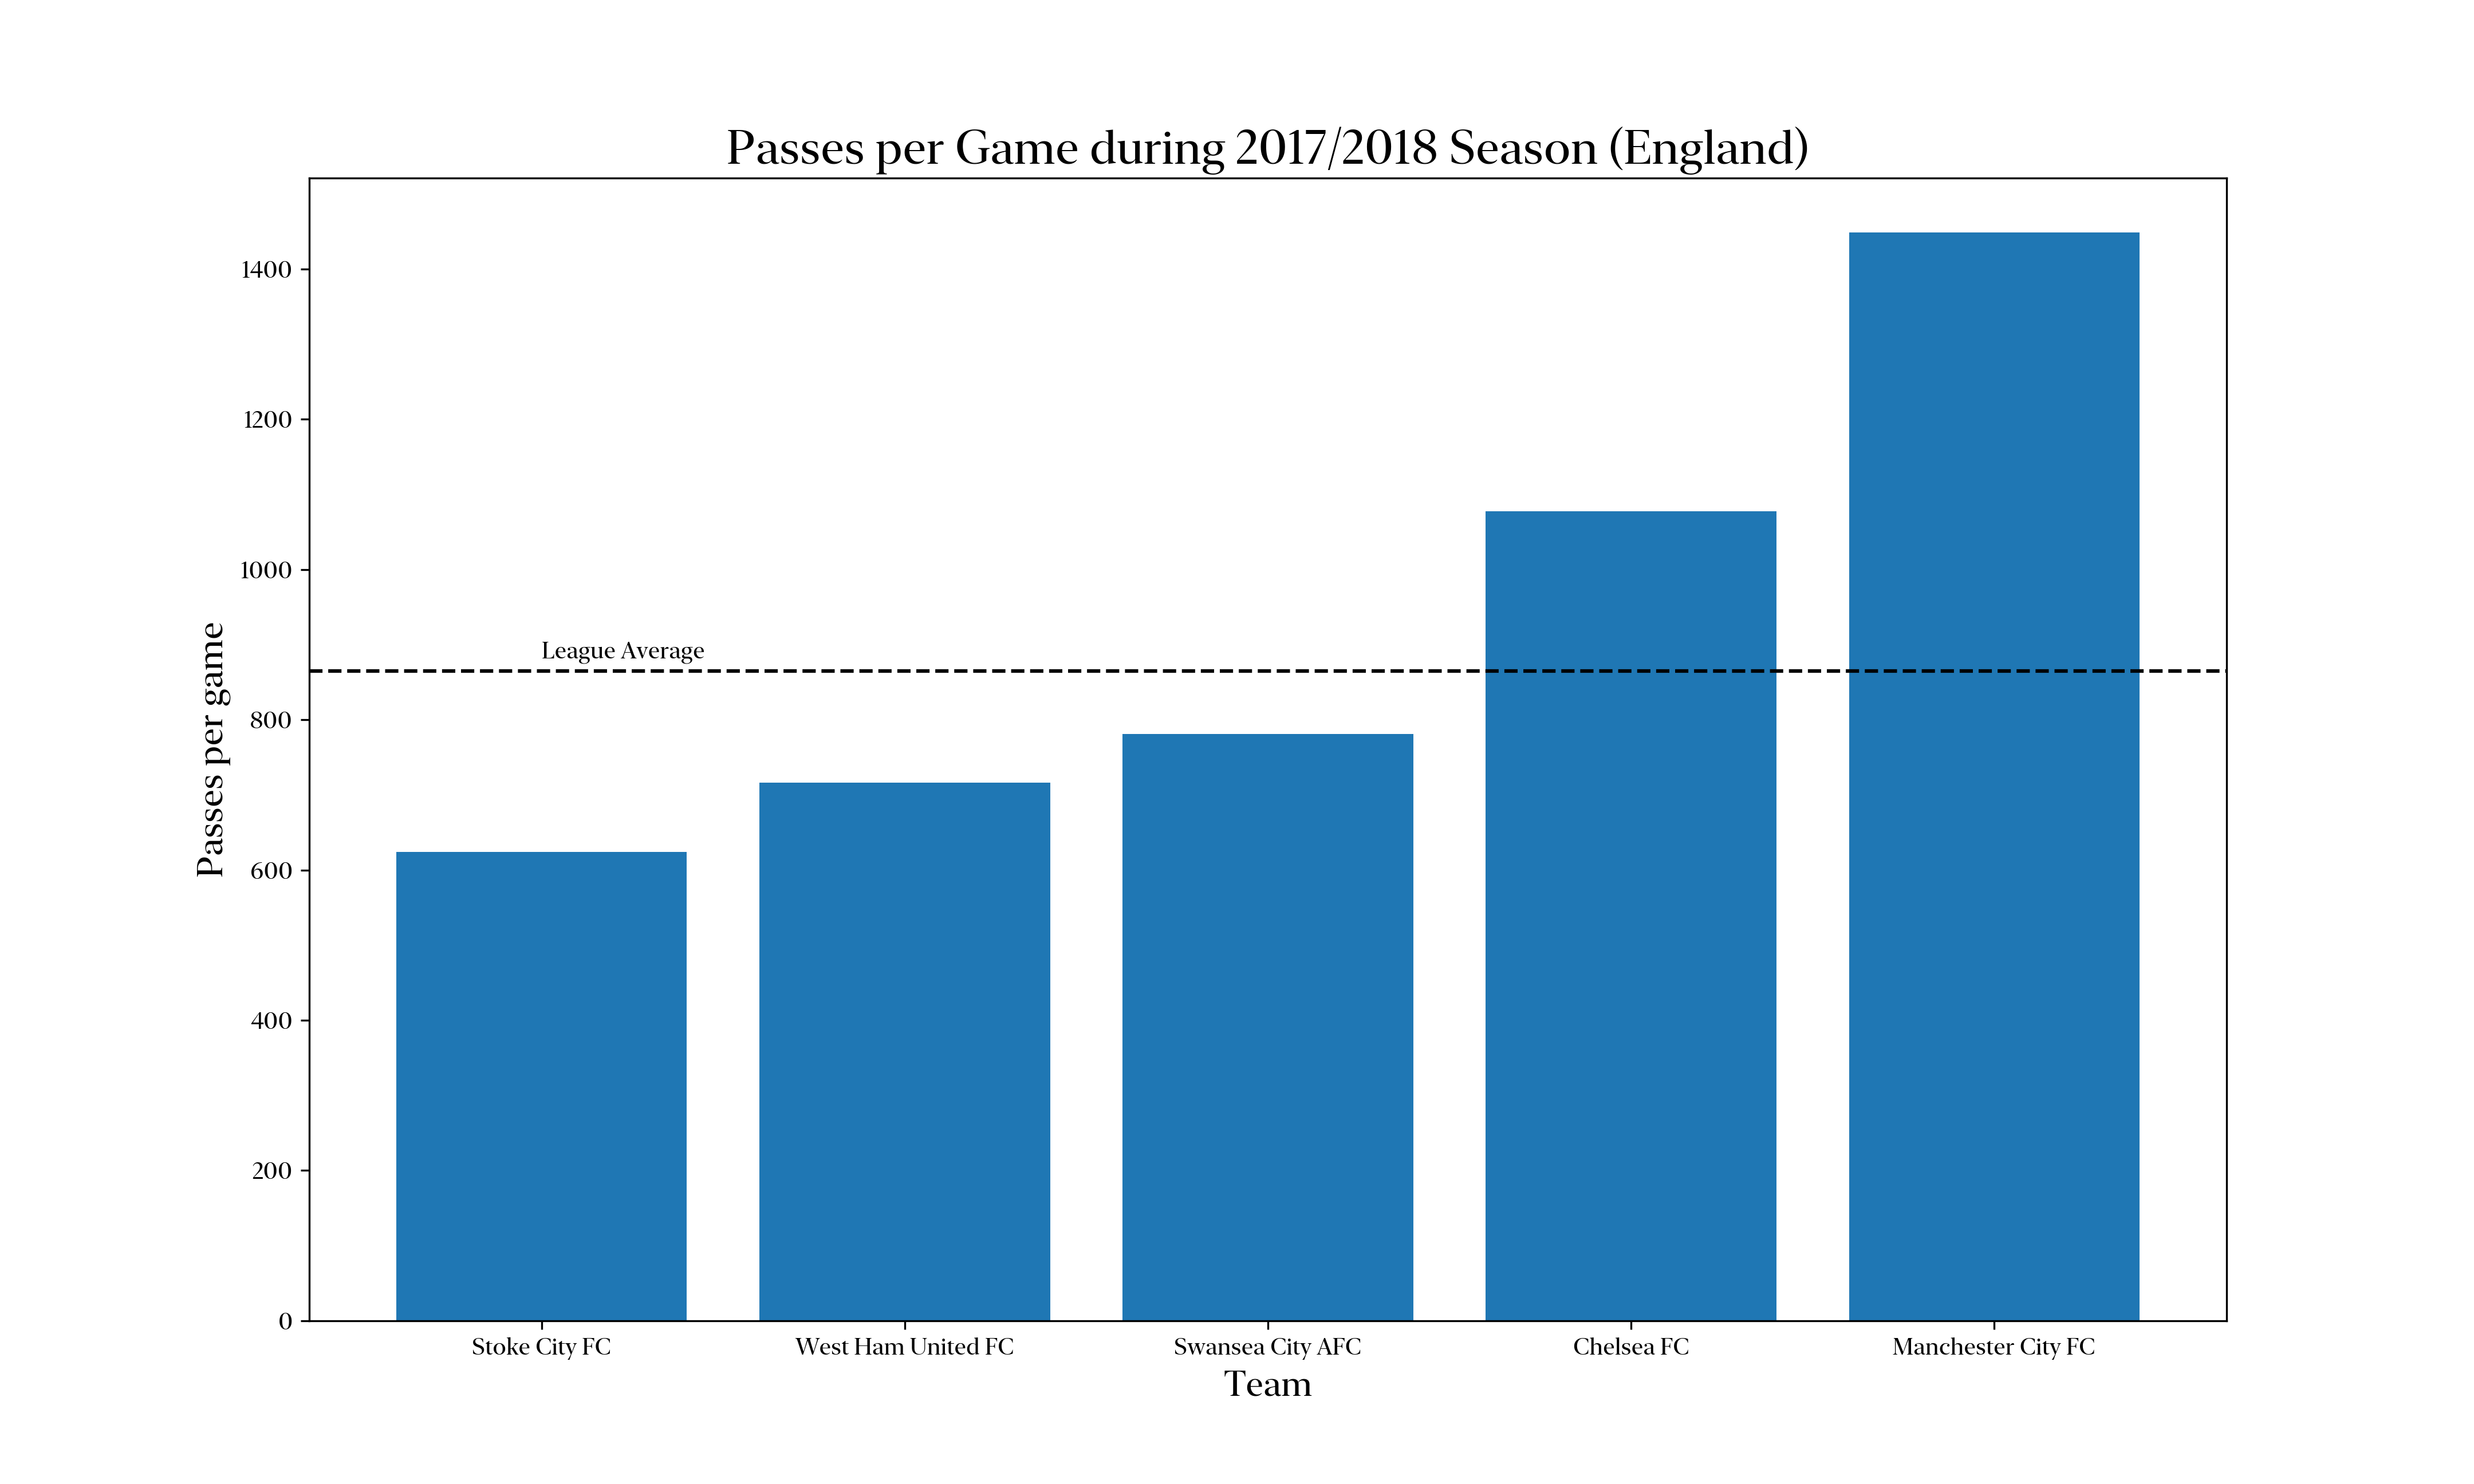 Passes per Game during 2017/2018 Season (England)
Passes per game
1400
1200
1000
800
600
400
200
0
League Average
Stoke City FC
West Ham United FC
Swansea City AFC
Chelsea FC
Manchester City FC
Team